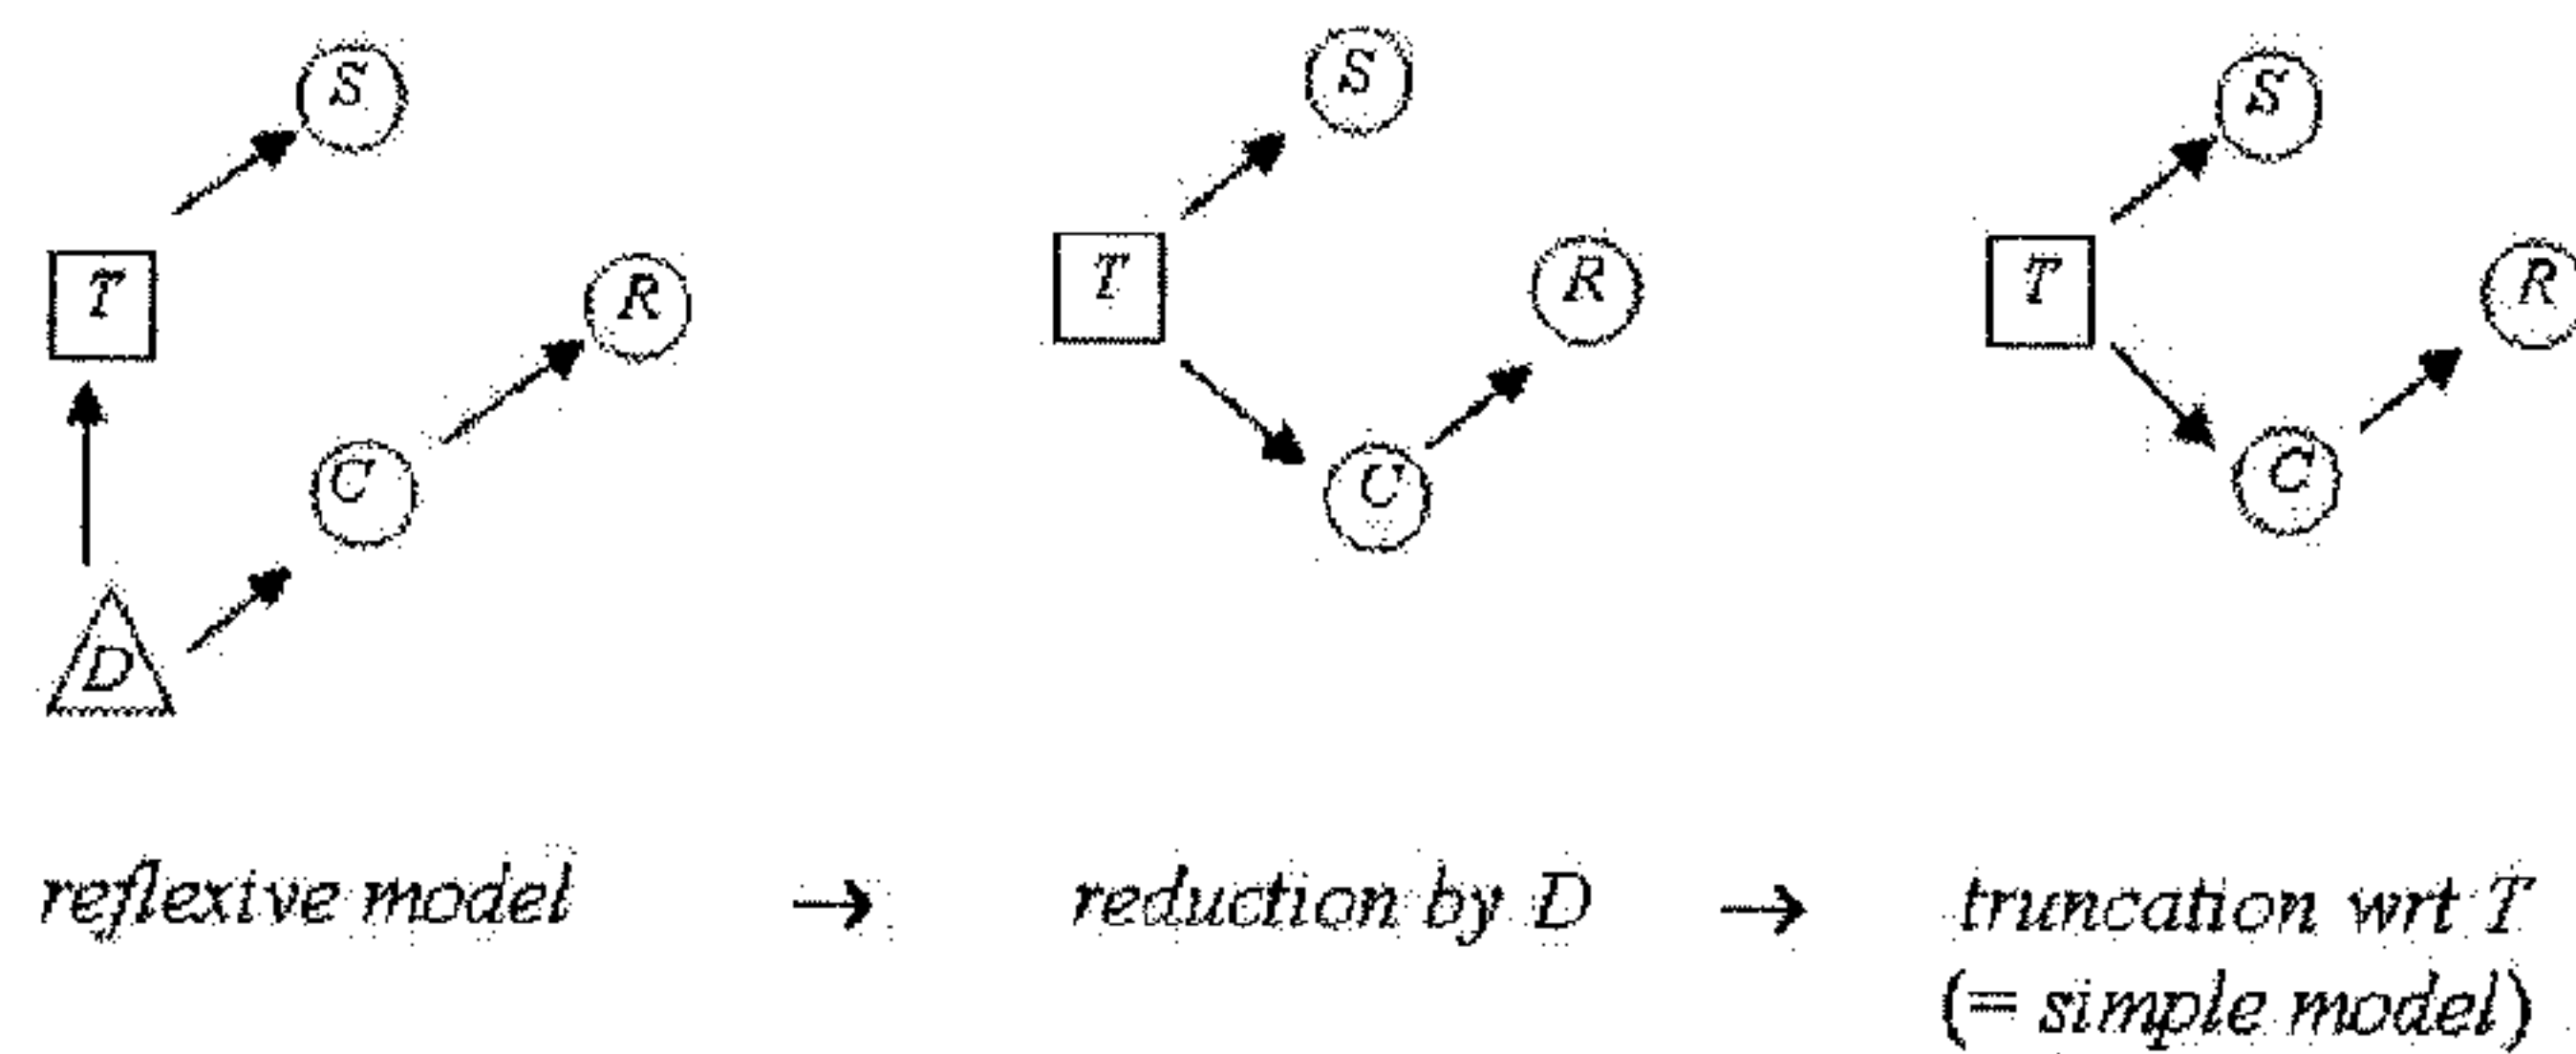 S S S
T R T R T R
C C C
D
reflexive model → reduction by D → truncation wrt T
(= simple model)